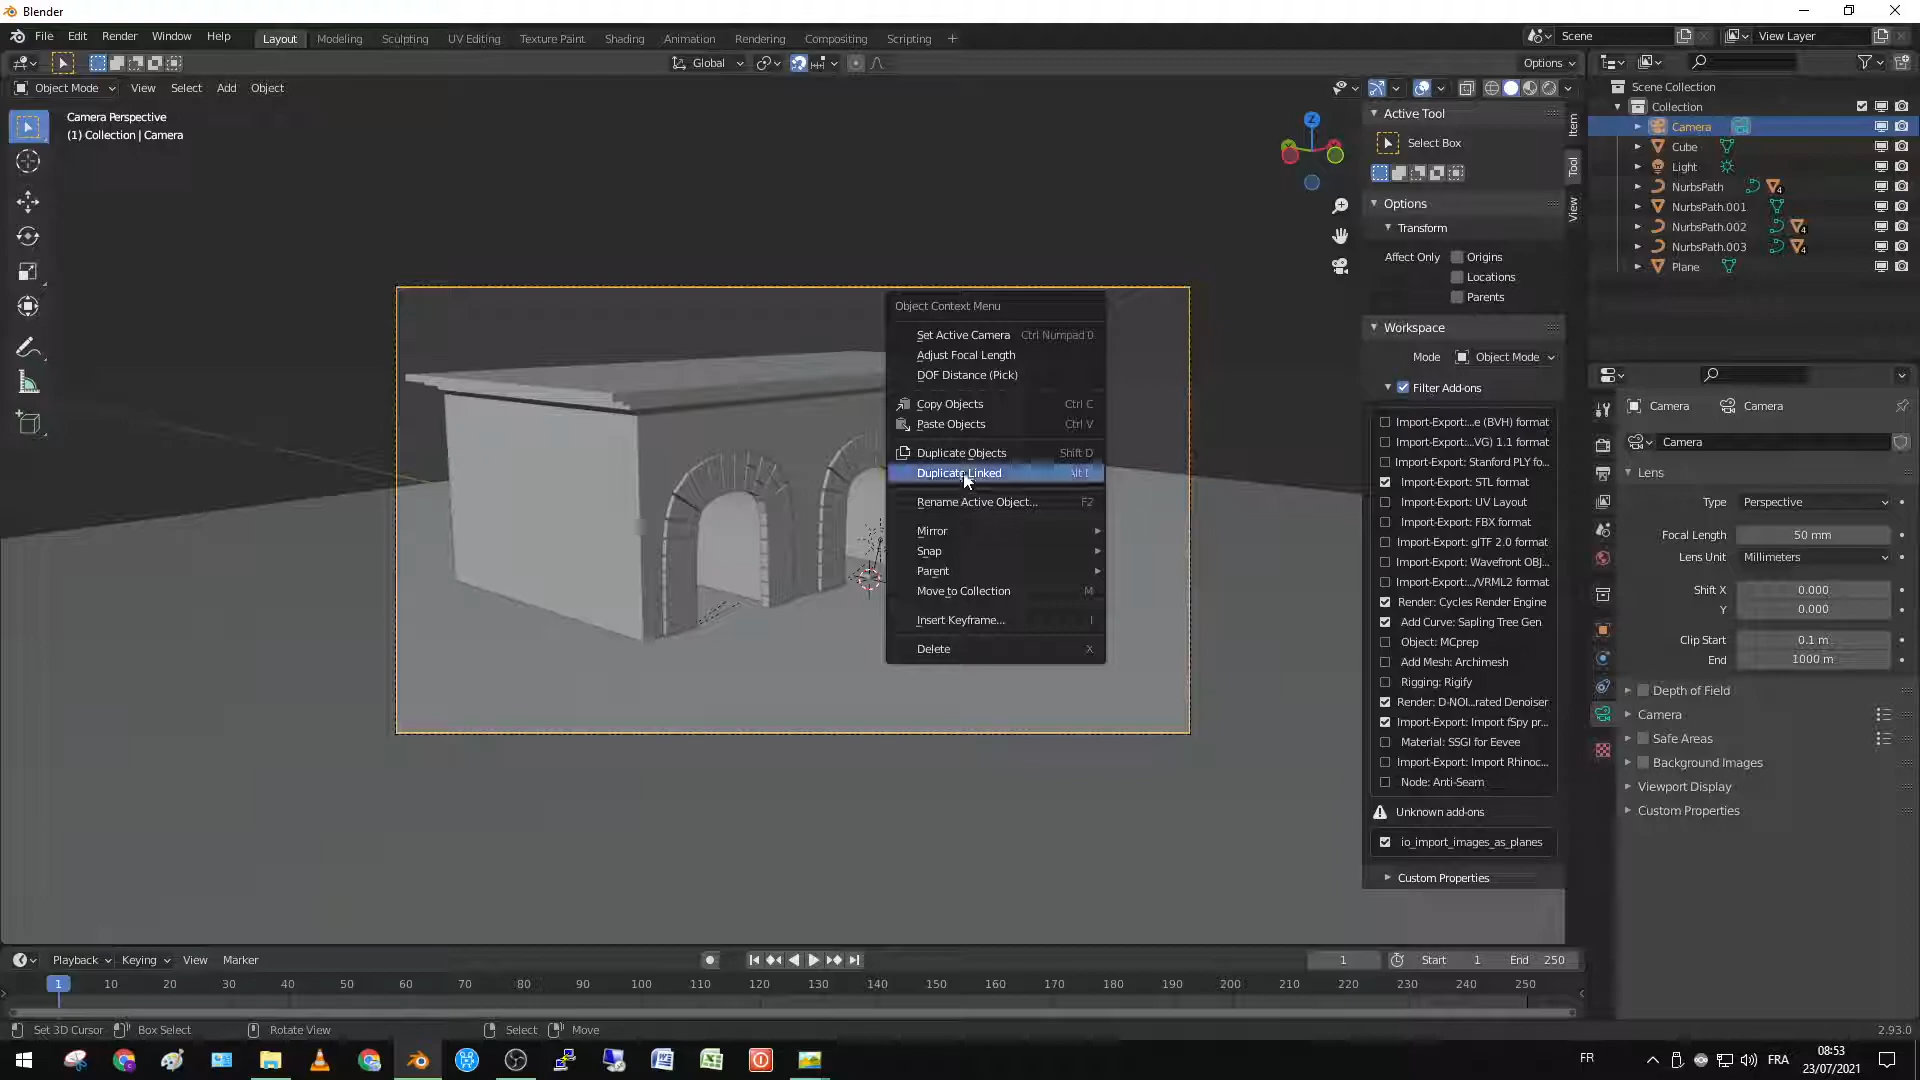 Blender
File Edit Render Window Help
Layout Modeling Sculpting UV Editing Texture Paint Shading Animation Rendering Compositing Scripting
Scene
View Layer
Global
Options
Object Mode View Select Add Object
Camera Perspective
(1) Collection | Camera
Z
Object Context Menu
Set Active Camera Ctrl Numpad 0
Adjust Focal Length
DOF Distance (Pick)
Copy Objects Ctrl C
Paste Objects Ctrl V
Duplicate Objects Shift D
Duplicate Linked
Rename Active Object... F2
Mirror
Snap
Parent
Move to Collection M
Insert Keyframe... I
Delete X
Active Tool
Select Box
Options
Transform
Affect Only Origins
Locations
Parents
Workspace
Mode Object Mode
Filter Add-ons
Import-Export:...e (BVH) format
Import-Export:...VG) 1.1 format
Import-Export: Stanford PLY fo...
Import-Export: STL format
Import-Export: UV Layout
Import-Export: FBX format
Import-Export: glTF 2.0 format
Import-Export: Wavefront OBJ...
Import-Export:.../VRML2 format
Render: Cycles Render Engine
Add Curve: Sapling Tree Gen
Object: MCprep
Add Mesh: Archimesh
Rigging: Rigify
Render: D-NOI...rated Denoiser
Import-Export: Import fSpy pr...
Material: SSGI for Eevee
Import-Export: Import Rhinoc...
Node: Anti-Seam
Unknown add-ons
io_import_images_as_planes
Custom Properties
Item
Tool
View
Scene Collection
Collection
Camera
Cube
Light
NurbsPath 4
NurbsPath.001
NurbsPath.002 4
NurbsPath.003 4
Plane
Camera Camera
Camera
Lens
Type Perspective
Focal Length 50 mm
Lens Unit Millimeters
Shift X 0.000
Y 0.000
Clip Start 0.1 m
End 1000 m
Depth of Field
Camera
Safe Areas
Background Images
Viewport Display
Custom Properties
Playback Keying View Marker
1 Start 1 End 250
1 10 20 30 40 50 60 70 80 90 100 110 120 130 140 150 160 170 180 190 200 210 220 230 240 250
Set 3D Cursor Box Select Rotate View Select Move
2.93.0
FR
FRA
08:53
23/07/2021